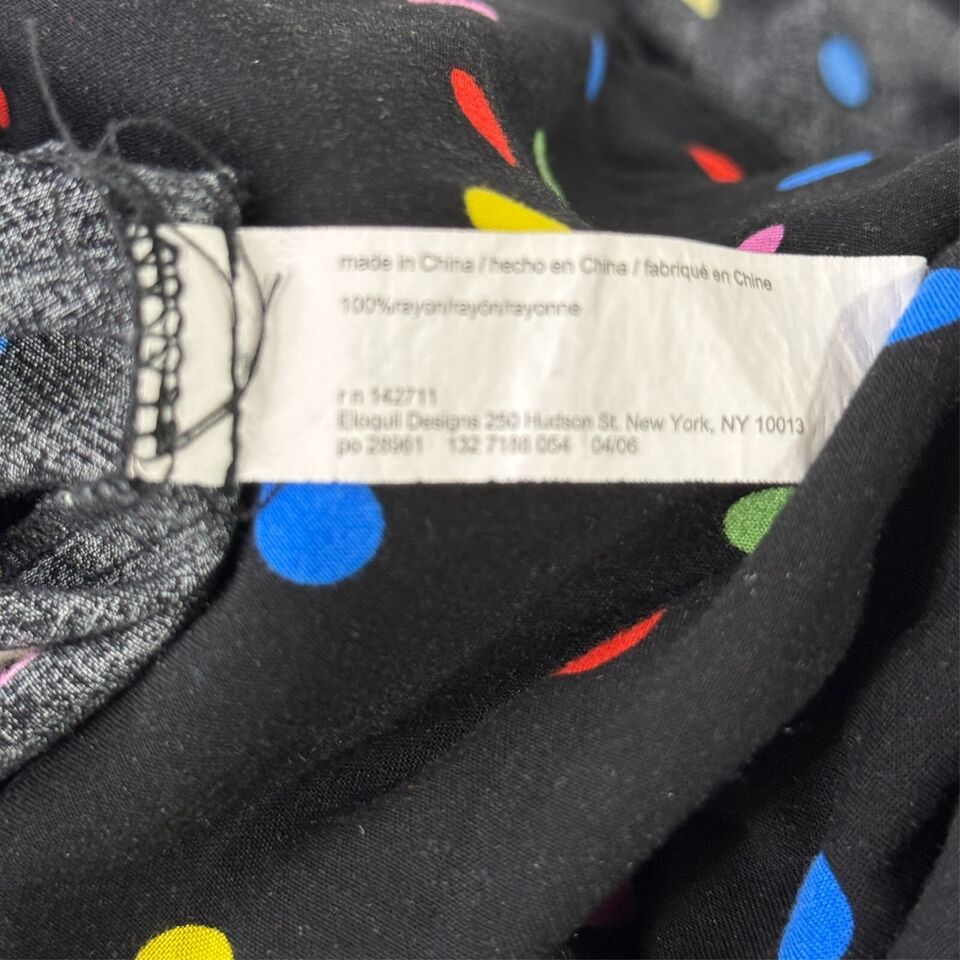 made in China / hecho en China / fabriqué en Chine
100%rayon/rayón/rayonne
rn 142711
Eloquii Designs 250 Hudson St. New York, NY 10013
po 28961 132 7188 054 04/06